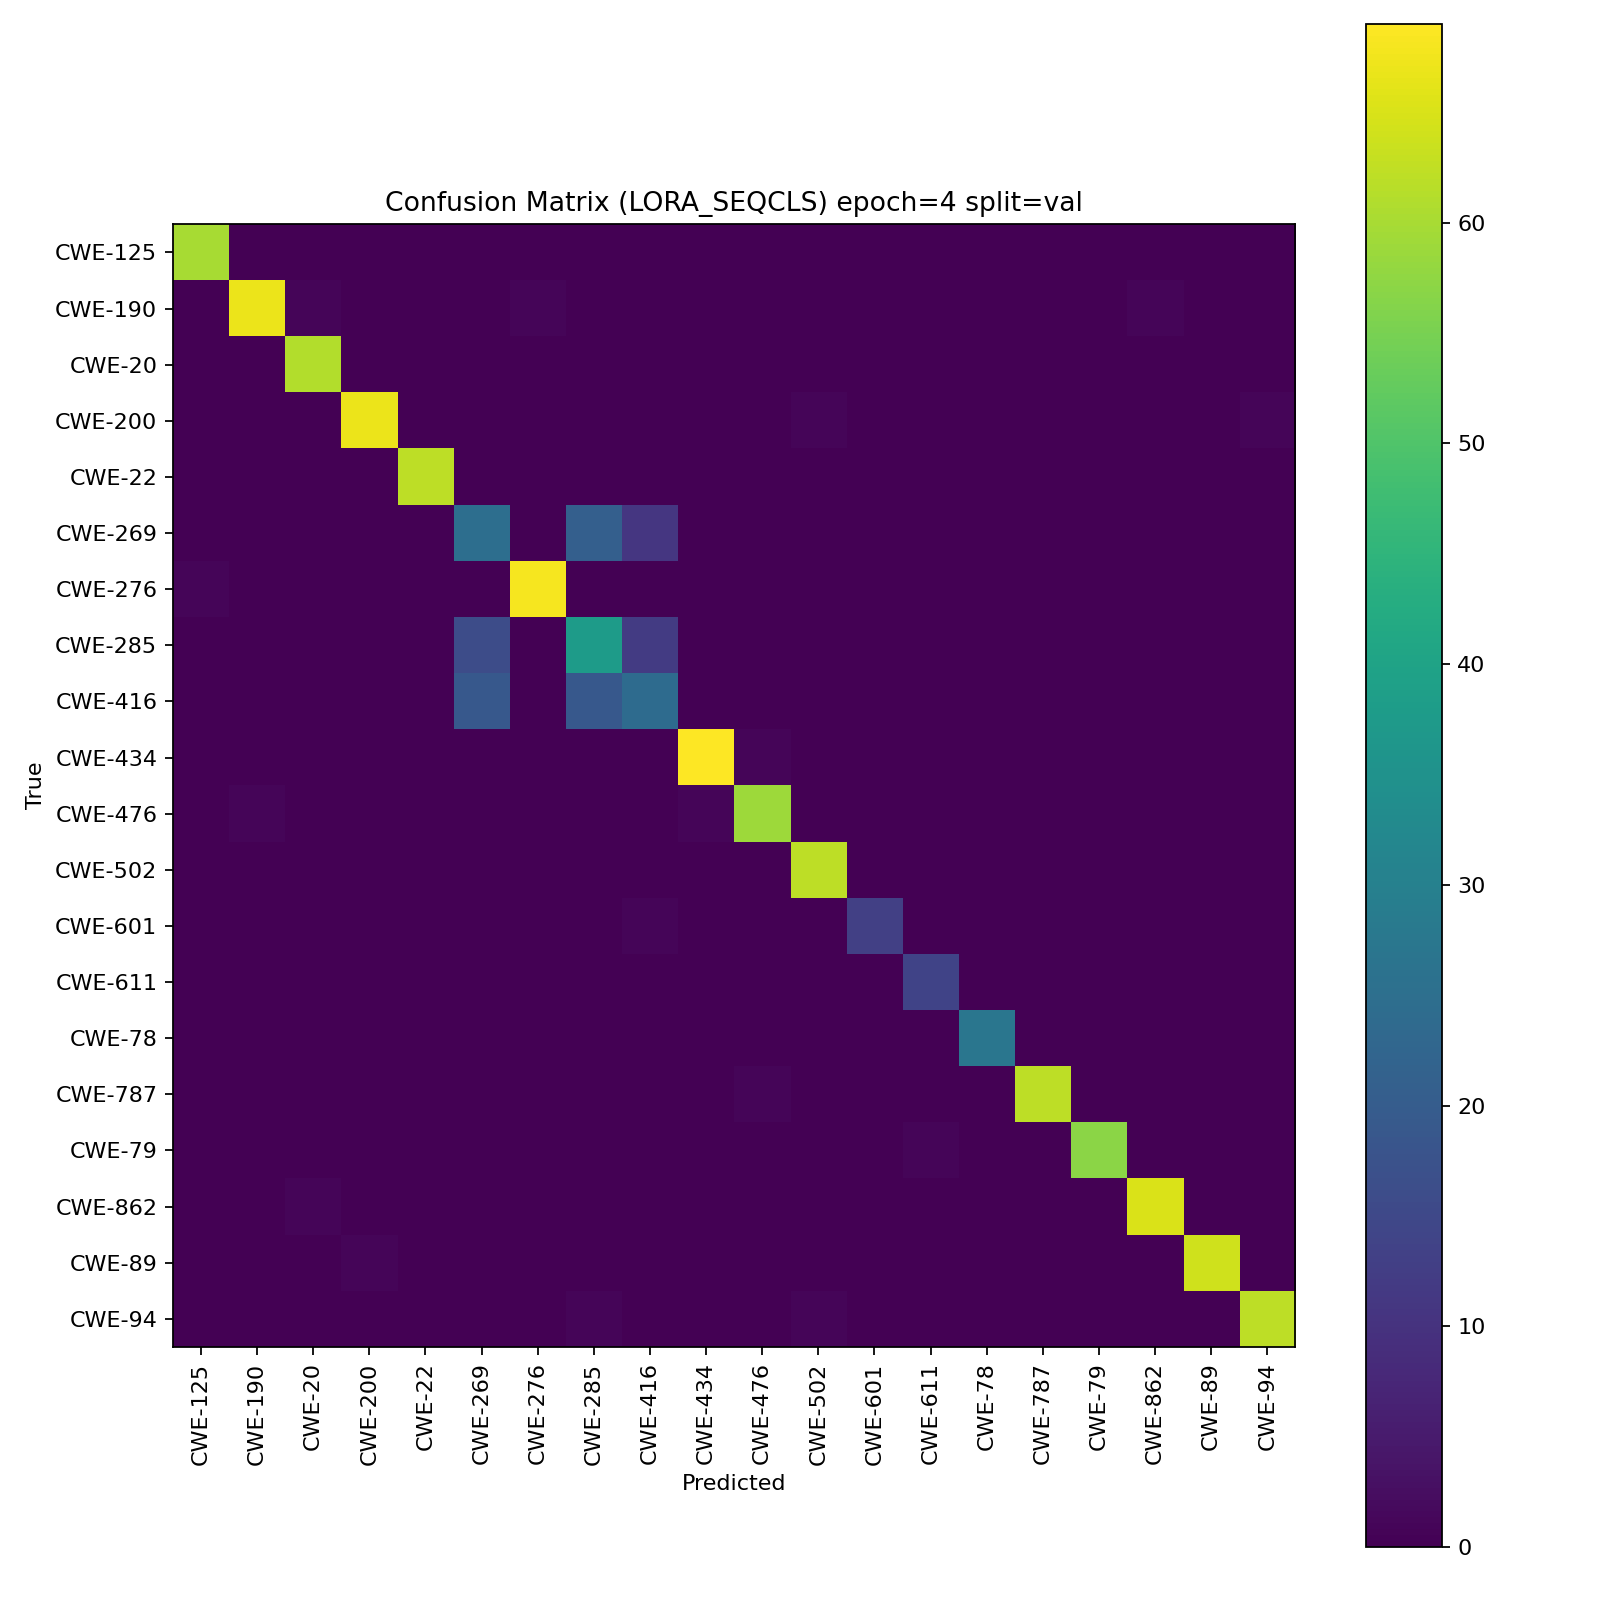 Confusion Matrix (LORA_SEQCLS) epoch=4 split=val
True
CWE-125
CWE-190
CWE-20
CWE-200
CWE-22
CWE-269
CWE-276
CWE-285
CWE-416
CWE-434
CWE-476
CWE-502
CWE-601
CWE-611
CWE-78
CWE-787
CWE-79
CWE-862
CWE-89
CWE-94
CWE-125
CWE-190
CWE-20
CWE-200
CWE-22
CWE-269
CWE-276
CWE-285
CWE-416
CWE-434
CWE-476
CWE-502
CWE-601
CWE-611
CWE-78
CWE-787
CWE-79
CWE-862
CWE-89
CWE-94
Predicted
60
50
40
30
20
10
0